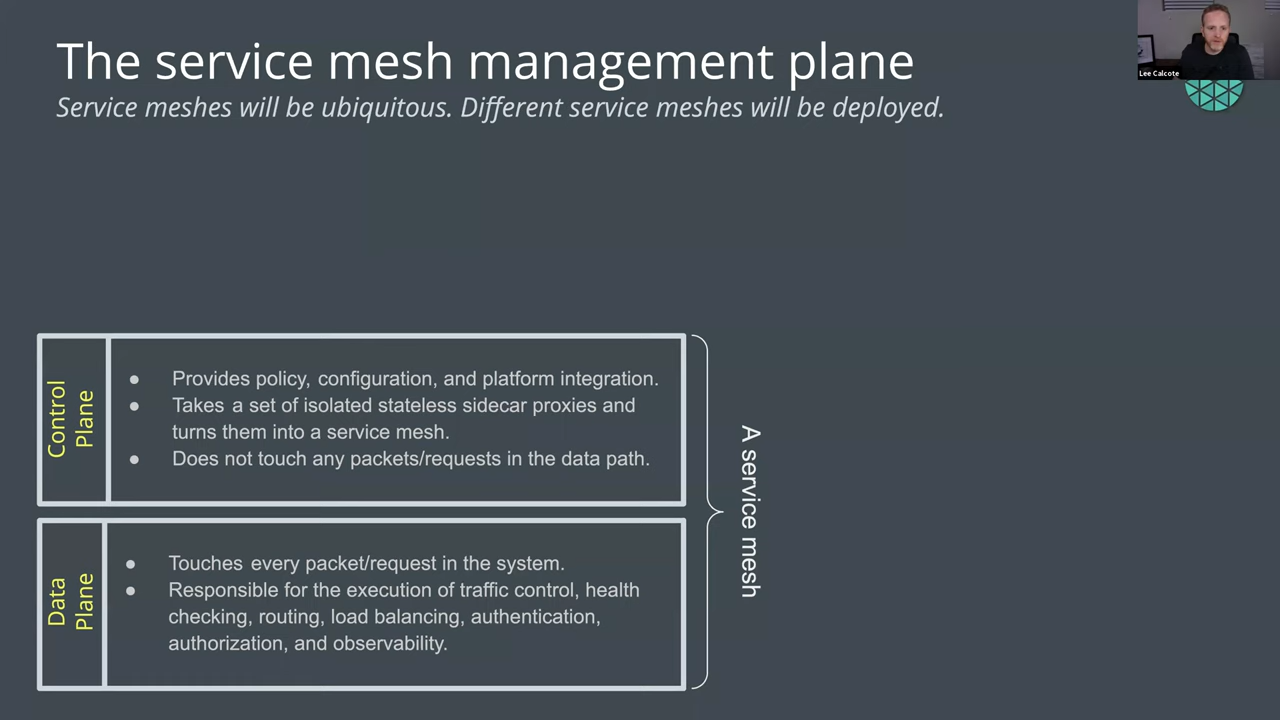 The service mesh management plane
Service meshes will be ubiquitous. Different service meshes will be deployed.
Lee Calcote
Control
Plane
● Provides policy, configuration, and platform integration.
● Takes a set of isolated stateless sidecar proxies and
turns them into a service mesh.
● Does not touch any packets/requests in the data path.
Data
Plane
● Touches every packet/request in the system.
● Responsible for the execution of traffic control, health
checking, routing, load balancing, authentication,
authorization, and observability.
A service mesh